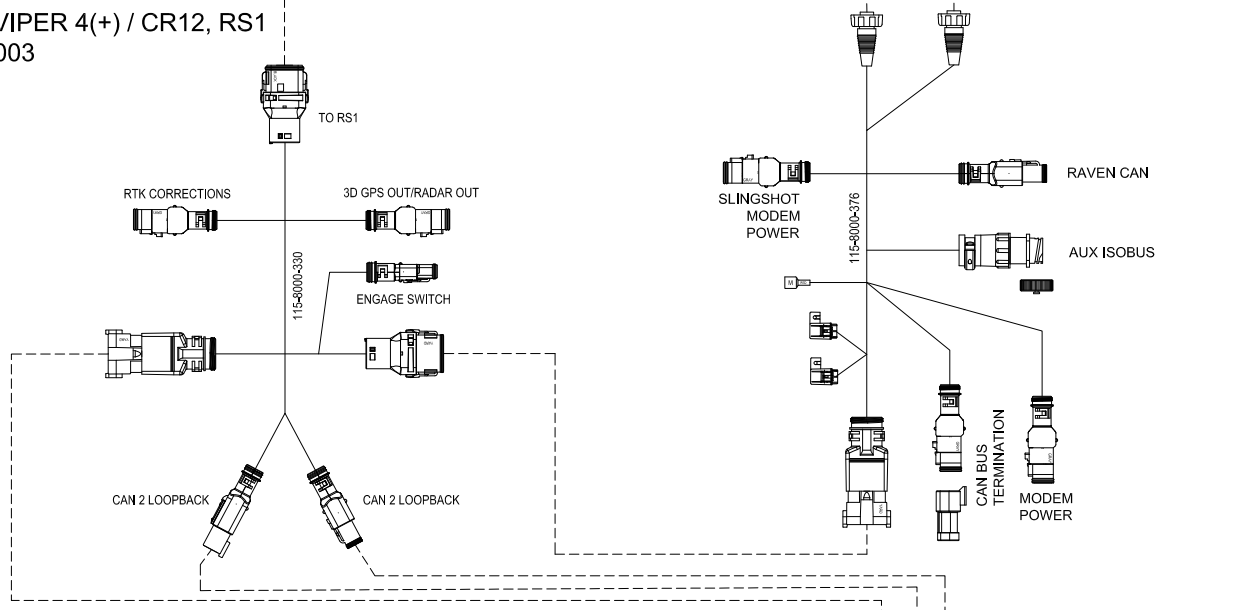 VIPER 4(+) / CR12, RS1
003
TO RS1
RTK CORRECTIONS
3D GPS OUT/RADAR OUT
115-8000-330
ENGAGE SWITCH
CAN 2 LOOPBACK
CAN 2 LOOPBACK
SLINGSHOT
MODEM
POWER
115-8000-376
RAVEN CAN
AUX ISOBUS
M
CAN BUS
TERMINATION
MODEM
POWER